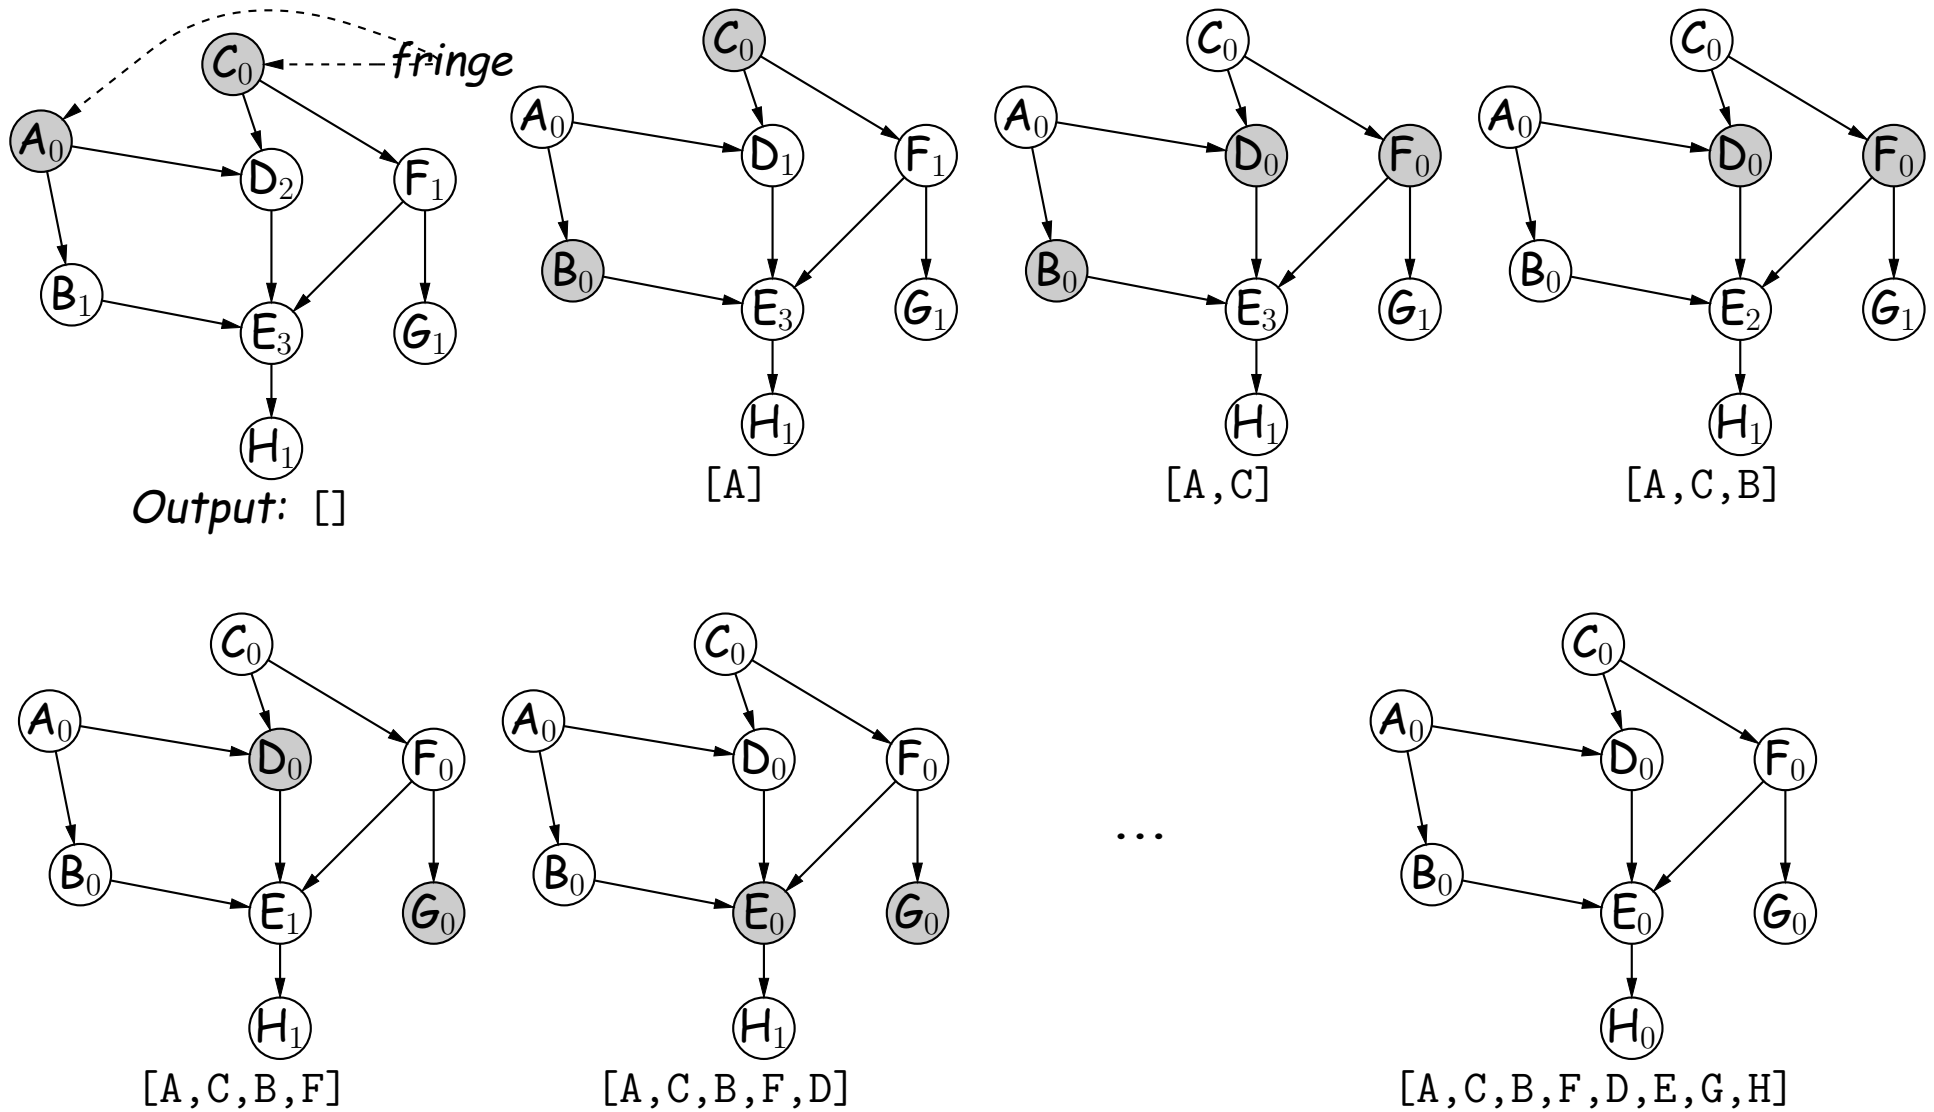 fringe
C0
A0
D2
F1
B1
E3
G1
H1
Output: []
C0
A0
D1
F1
B0
E3
G1
H1
[A]
C0
A0
D0
F0
B0
E3
G1
H1
[A,C]
C0
A0
D0
F0
B0
E2
G1
H1
[A,C,B]
C0
A0
D0
F0
B0
E1
G0
H1
[A,C,B,F]
C0
A0
D0
F0
B0
E0
G0
H1
[A,C,B,F,D]
...
C0
A0
D0
F0
B0
E0
G0
H0
[A,C,B,F,D,E,G,H]